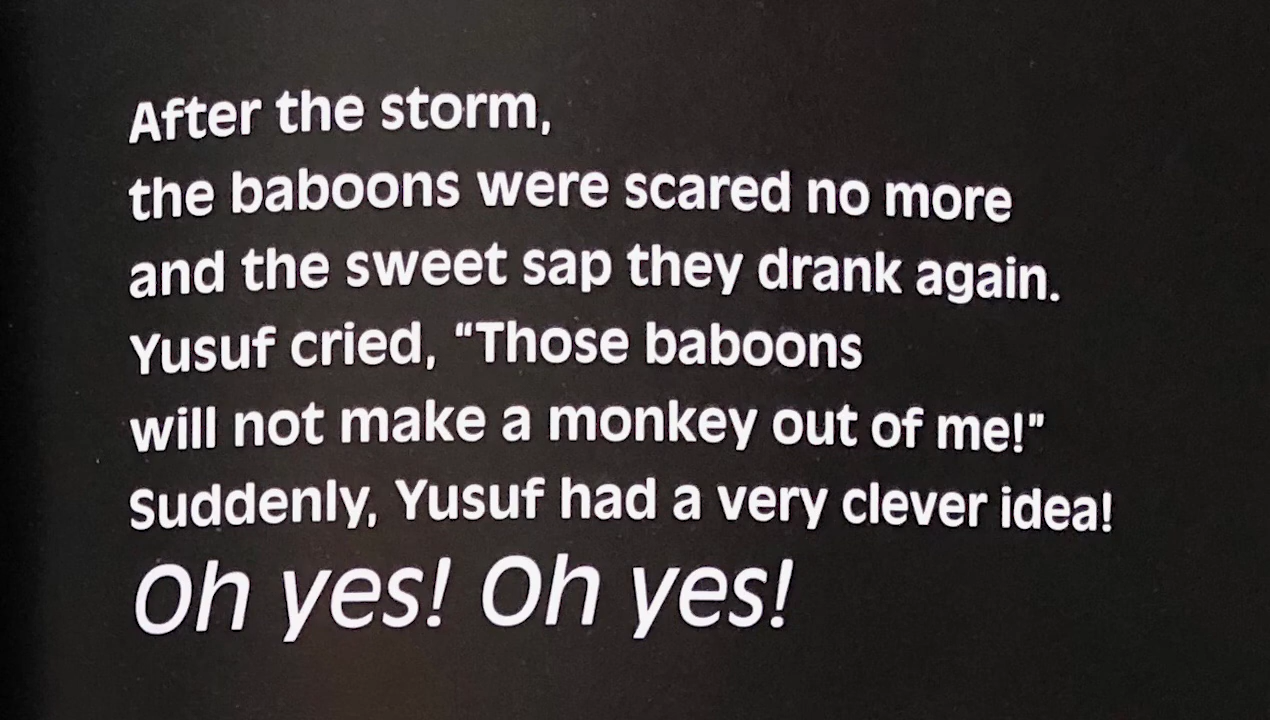 After the storm,
the baboons were scared no more
and the sweet sap they drank again.
Yusuf cried, “Those baboons
will not make a monkey out of me!”
Suddenly, Yusuf had a very clever idea!
Oh yes! Oh yes!